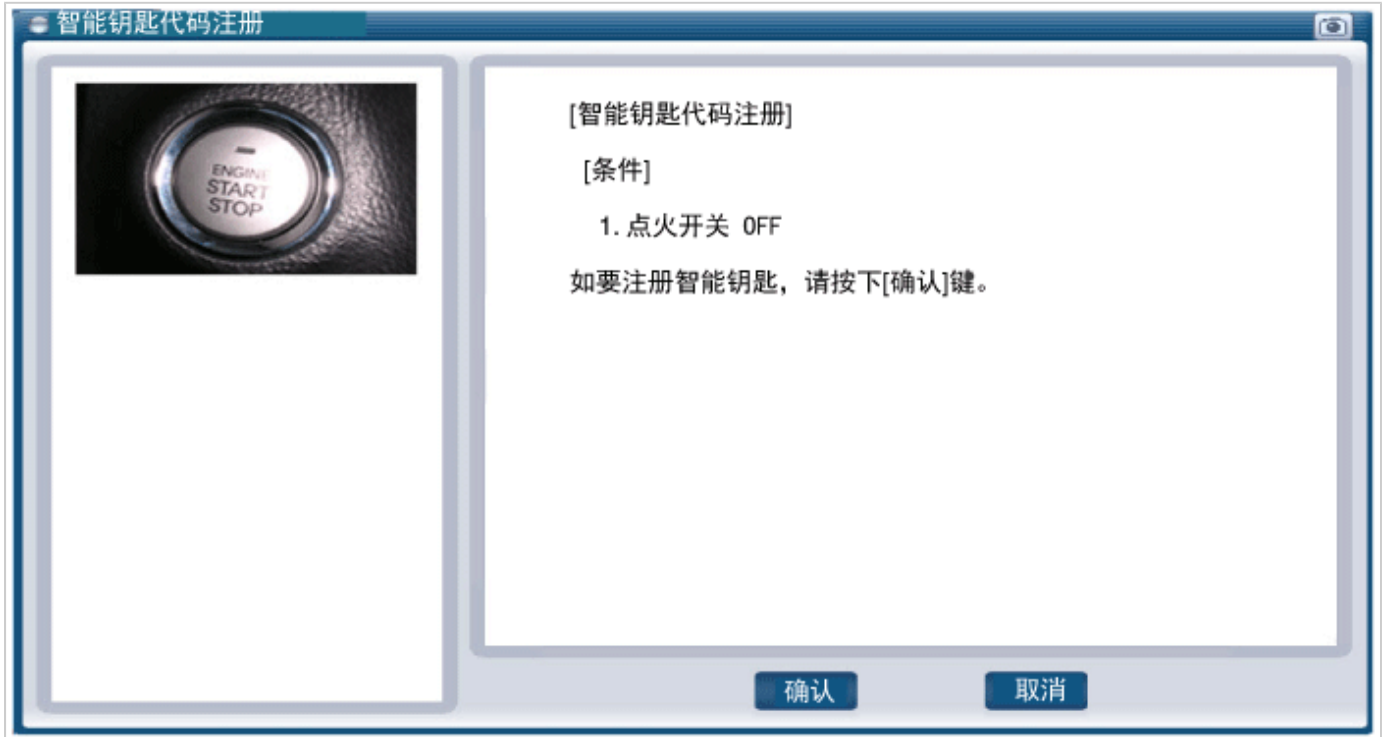 智能钥匙代码注册
ENGINE
START
STOP
[智能钥匙代码注册]
[条件]
1. 点火开关 OFF
如要注册智能钥匙，请按下[确认]键。
确认
取消